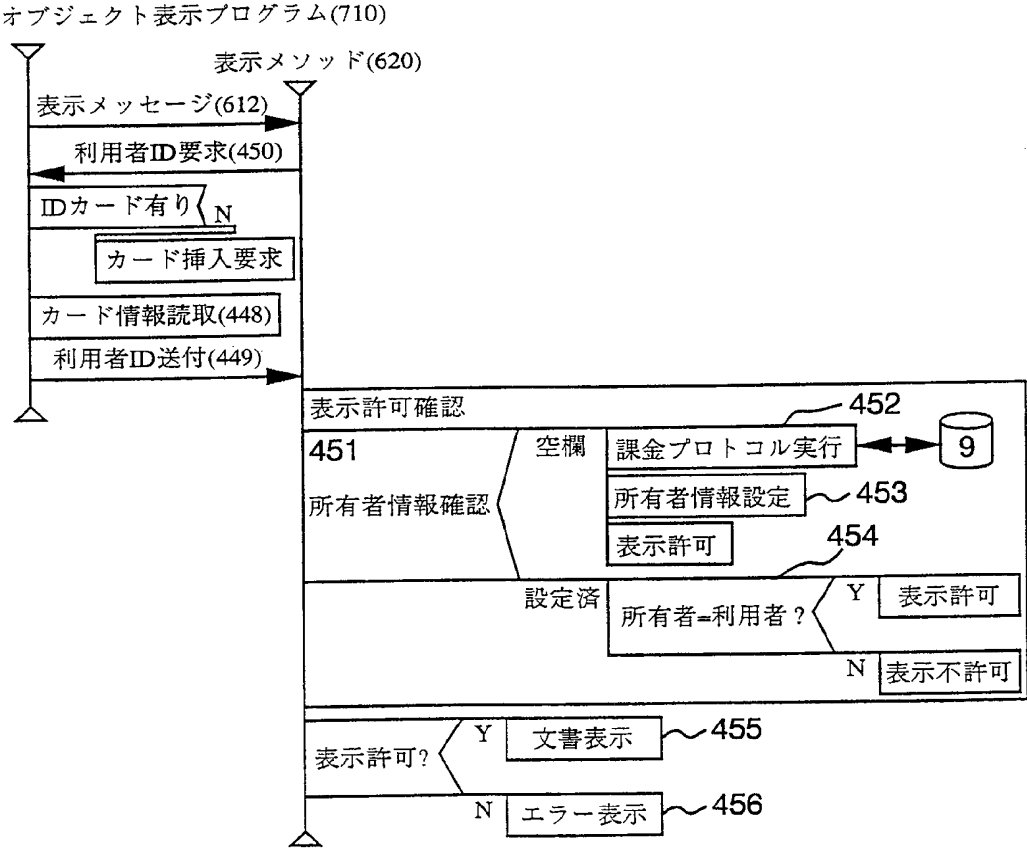 オブジェクト表示プログラム(710)
表示メソッド(620)
表示メッセージ(612)
利用者ID要求(450)
IDカード有り
N
カード挿入要求
カード情報読取(448)
利用者ID送付(449)
表示許可確認
452
451
空欄
課金プロトコル実行
9
所有者情報確認
所有者情報設定
453
表示許可
454
設定済
所有者=利用者?
Y
表示許可
N
表示不許可
表示許可?
Y
文書表示
455
N
エラー表示
456